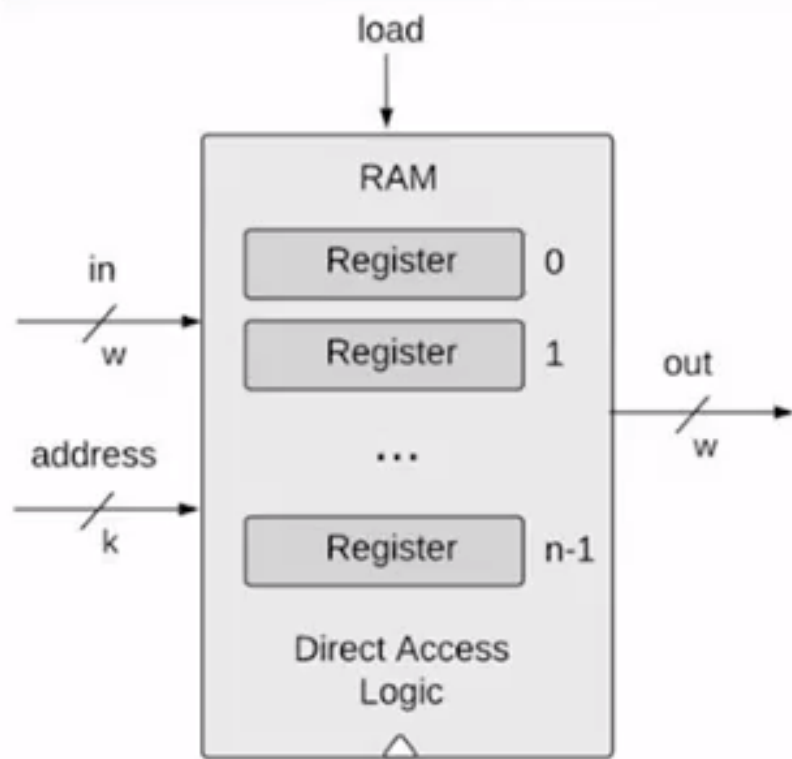 load
RAM
Register 0
in
w
Register 1
out
w
address
k
...
Register n-1
Direct Access
Logic